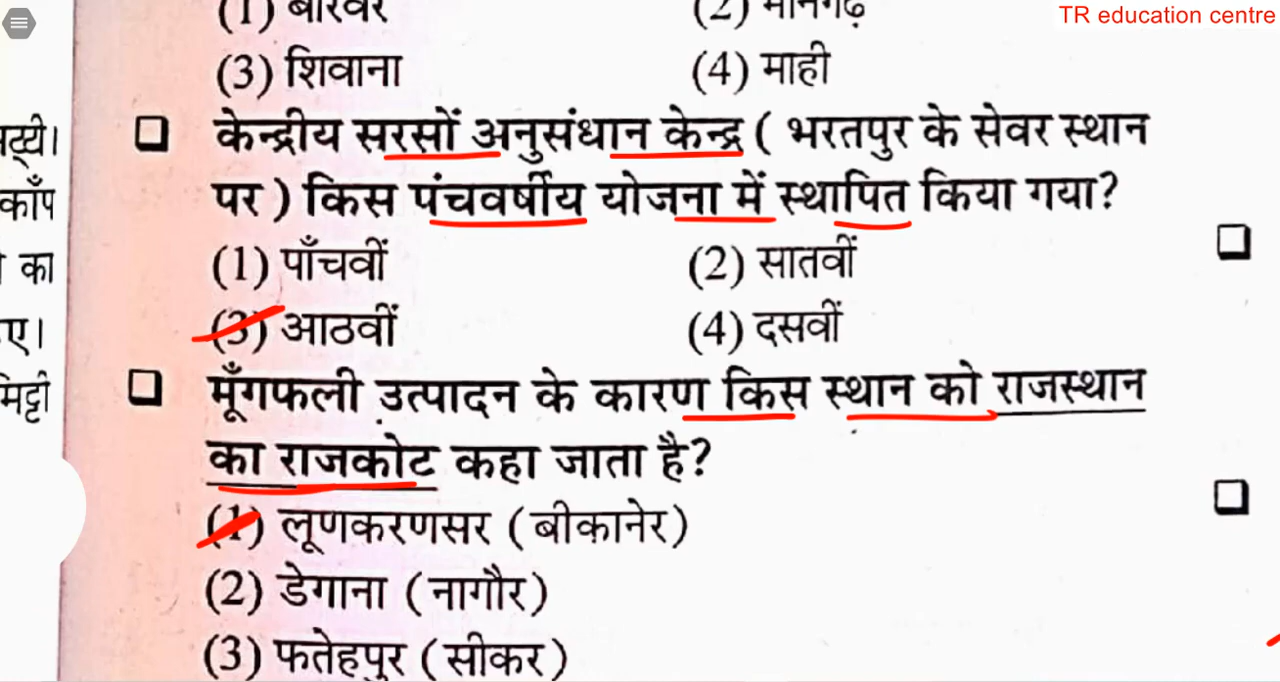 TR education centre
(3) शिवाना (4) माही
केन्द्रीय सरसों अनुसंधान केन्द्र ( भरतपुर के सेवर स्थान
पर ) किस पंचवर्षीय योजना में स्थापित किया गया?
(1) पाँचवीं (2) सातवीं
(3) आठवीं (4) दसवीं
मूँगफली उत्पादन के कारण किस स्थान को राजस्थान
का राजकोट कहा जाता है?
(1) लूणकरणसर ( बीकानेर )
(2) डेगाना ( नागौर )
(3) फतेहपुर ( सीकर )
काँप
का
ए।